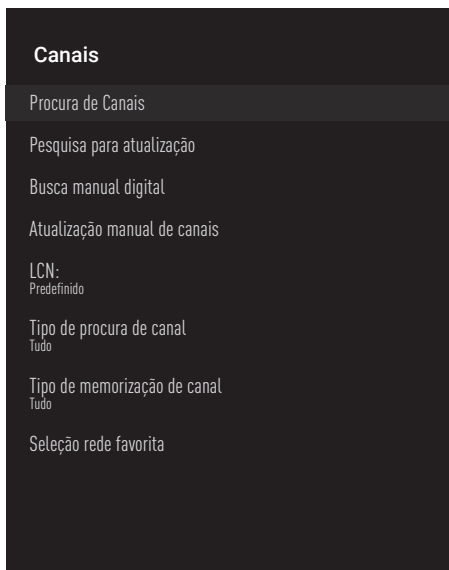 Canais
Procura de Canais
Pesquisa para atualização
Busca manual digital
Atualização manual de canais
LCN:
Predefinido
Tipo de procura de canal
Tudo
Tipo de memorização de canal
Tudo
Seleção rede favorita